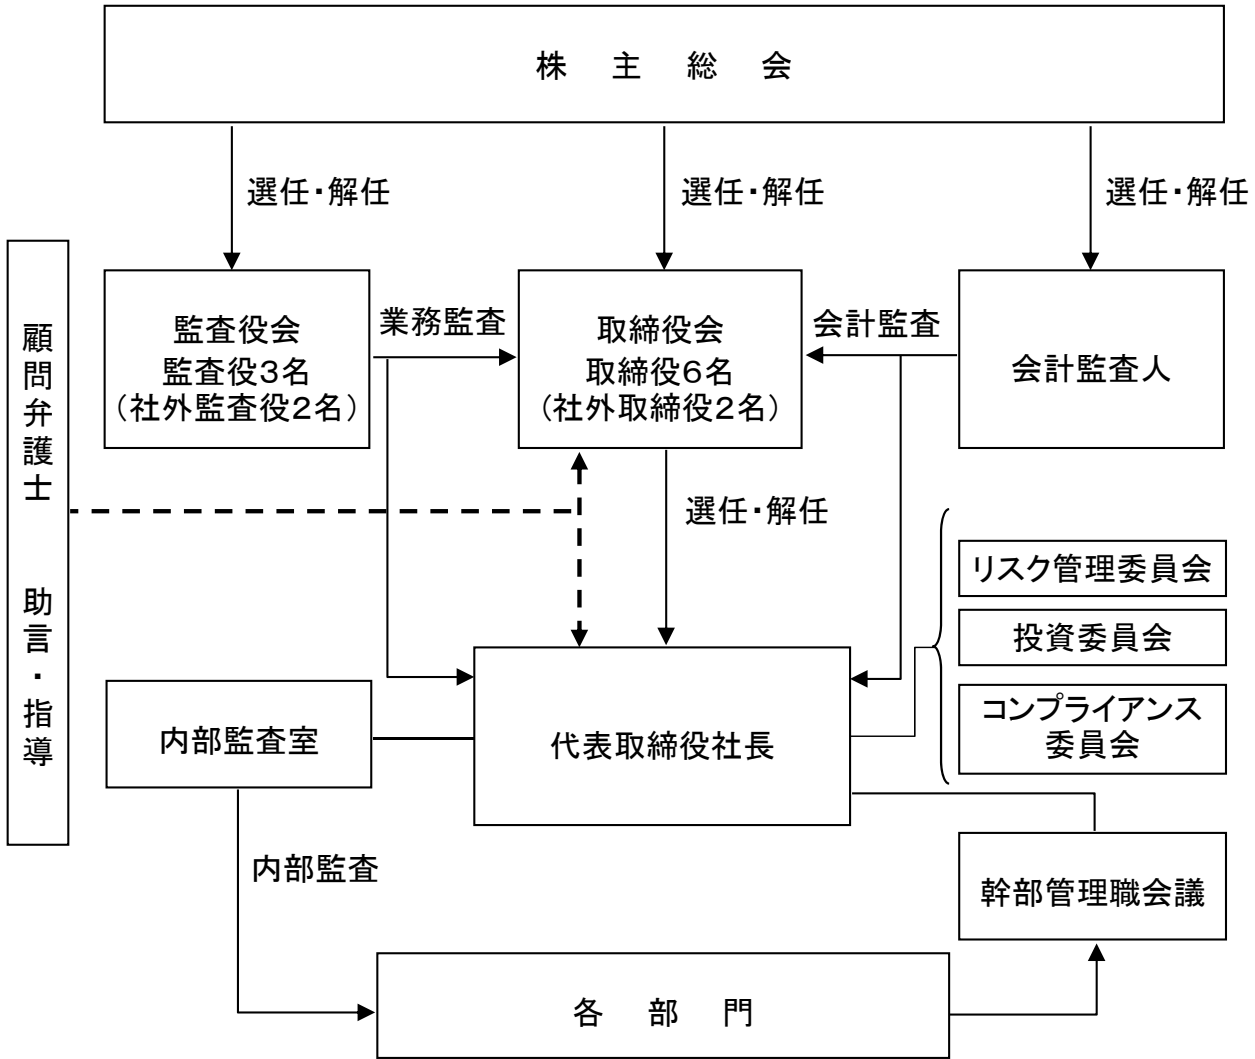 株　主　総　会
選任・解任
選任・解任
選任・解任
顧問弁護士　助言・指導
監査役会
監査役3名
（社外監査役2名）
業務監査
取締役会
取締役6名
（社外取締役2名）
会計監査
会計監査人
選任・解任
リスク管理委員会
投資委員会
コンプライアンス
委員会
内部監査室
代表取締役社長
内部監査
幹部管理職会議
各　部　門